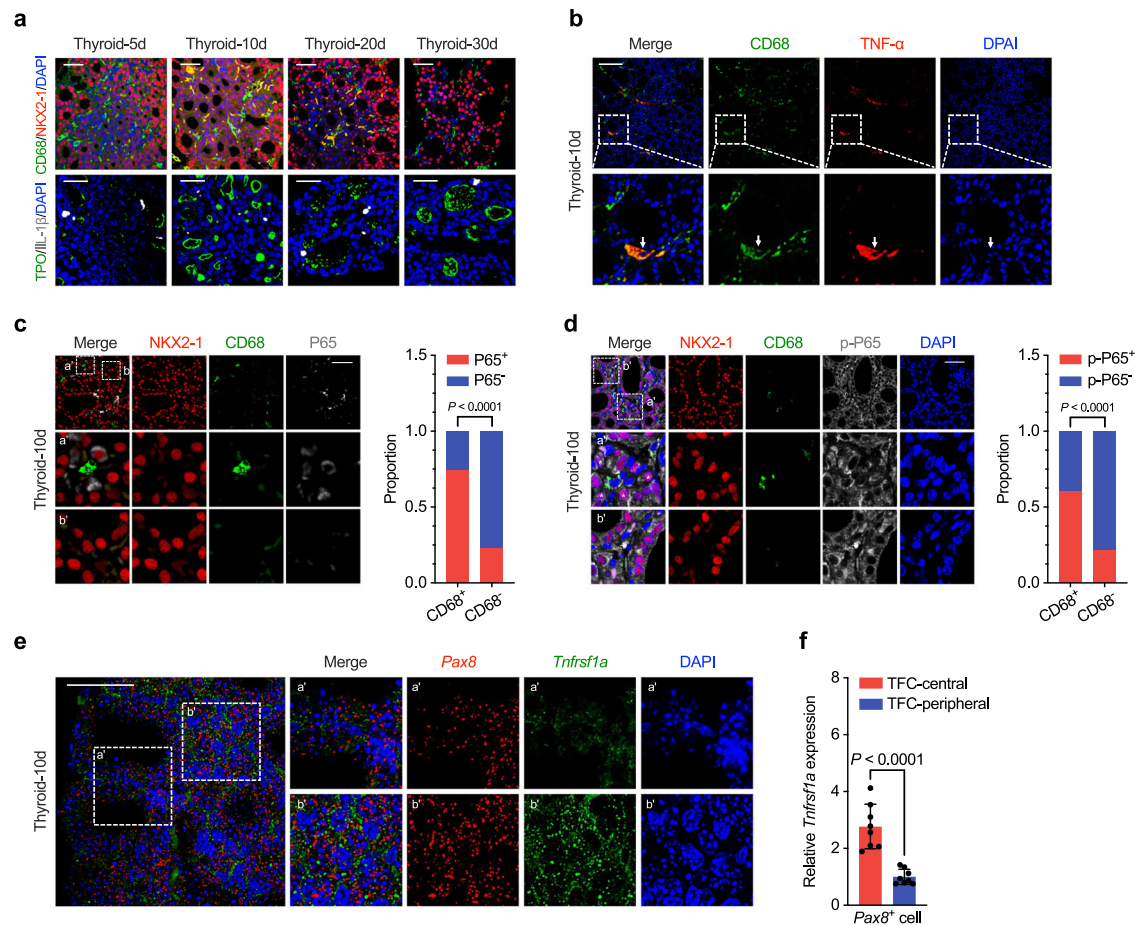 a
Thyroid-5d Thyroid-10d Thyroid-20d Thyroid-30d
CD68/NKX2-1/DAPI
TPO/IIL-1β/DAPI
b
Merge CD68 TNF-α DPAI
Thyroid-10d
c
Merge NKX2-1 CD68 P65
a' b'
a'
b'
Thyroid-10d
P65⁺
P65⁻
P < 0.0001
Proportion
1.5
1.0
0.5
0.0
CD68⁺ CD68⁻
d
Merge NKX2-1 CD68 p-P65 DAPI
b'
a'
a'
b'
Thyroid-10d
p-P65⁺
p-P65⁻
P < 0.0001
Proportion
1.5
1.0
0.5
0.0
CD68⁺ CD68⁻
e
Merge Pax8 Tnfrsf1a DAPI
Thyroid-10d
b'
a'
a' a' a' a'
b' b' b' b'
f
TFC-central
TFC-peripheral
P < 0.0001
Relative Tnfrsf1a expression
8
6
4
2
0
Pax8⁺ cell